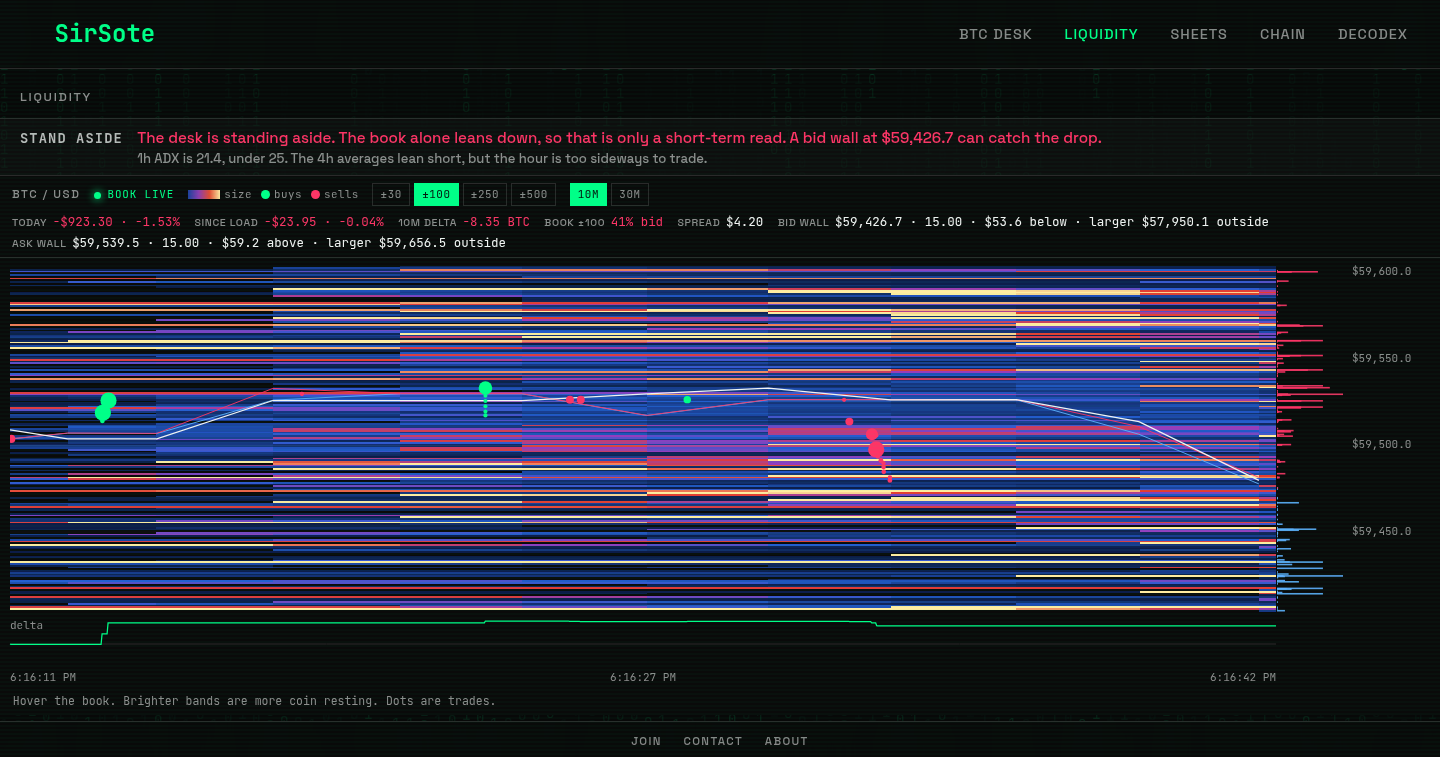 SirSote
BTC DESK LIQUIDITY SHEETS CHAIN DECODEX
LIQUIDITY
STAND ASIDE The desk is standing aside. The book alone leans down, so that is only a short-term read. A bid wall at $59,426.7 can catch the drop.
1h ADX is 21.4, under 25. The 4h averages lean short, but the hour is too sideways to trade.
BTC / USD BOOK LIVE size buys sells ±30 ±100 ±250 ±500 10M 30M
TODAY -$923.30 · -1.53% SINCE LOAD -$23.95 · -0.04% 10M DELTA -8.35 BTC BOOK ±100 41% bid SPREAD $4.20 BID WALL $59,426.7 · 15.00 · $53.6 below · larger $57,950.1 outside
ASK WALL $59,539.5 · 15.00 · $59.2 above · larger $59,656.5 outside
$59,600.0
$59,550.0
$59,500.0
$59,450.0
delta
6:16:11 PM 6:16:27 PM 6:16:42 PM
Hover the book. Brighter bands are more coin resting. Dots are trades.
JOIN CONTACT ABOUT